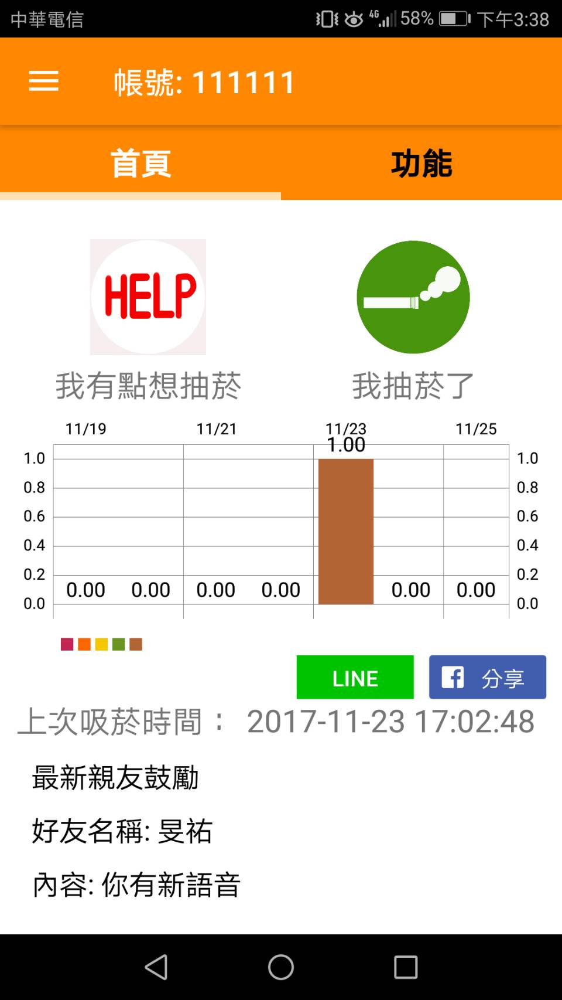 中華電信 4G 58% 下午3:38
帳號: 111111
首頁 功能
HELP
我有點想抽菸 我抽菸了
11/19 11/21 11/23 11/25
1.00
1.0 1.0
0.8 0.8
0.6 0.6
0.4 0.4
0.2 0.2
0.00 0.00 0.00 0.00 0.00 0.00
0.0 0.0
LINE f 分享
上次吸菸時間： 2017-11-23 17:02:48
最新親友鼓勵
好友名稱: 旻祐
內容: 你有新語音